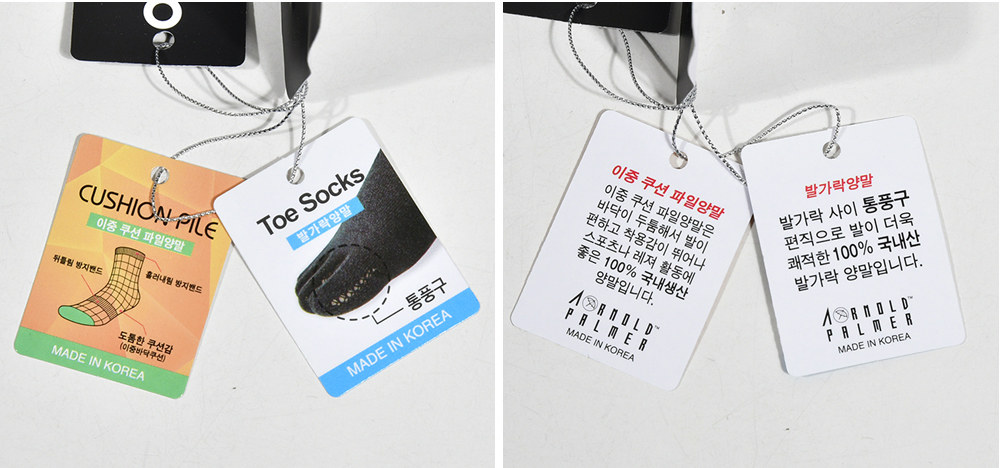 CUSHION PILE
이중 쿠션 파일양말
뒤틀림 방지밴드
흘러내림 방지밴드
도톰한 쿠션감
(이중바닥쿠션)
MADE IN KOREA
Toe Socks
발가락양말
통풍구
MADE IN KOREA
이중 쿠션 파일양말
이중 쿠션 파일양말은
바닥이 두툼해서 발이
편하고 착용감이 뛰어나
스포츠나 레져 활동에
좋은 100% 국내생산
양말입니다.
ARNOLD™
PALMER
MADE IN KOREA
발가락양말
발가락 사이 통풍구
편직으로 발이 더욱
쾌적한 100% 국내산
발가락 양말입니다.
ARNOLD™
PALMER
MADE IN KOREA